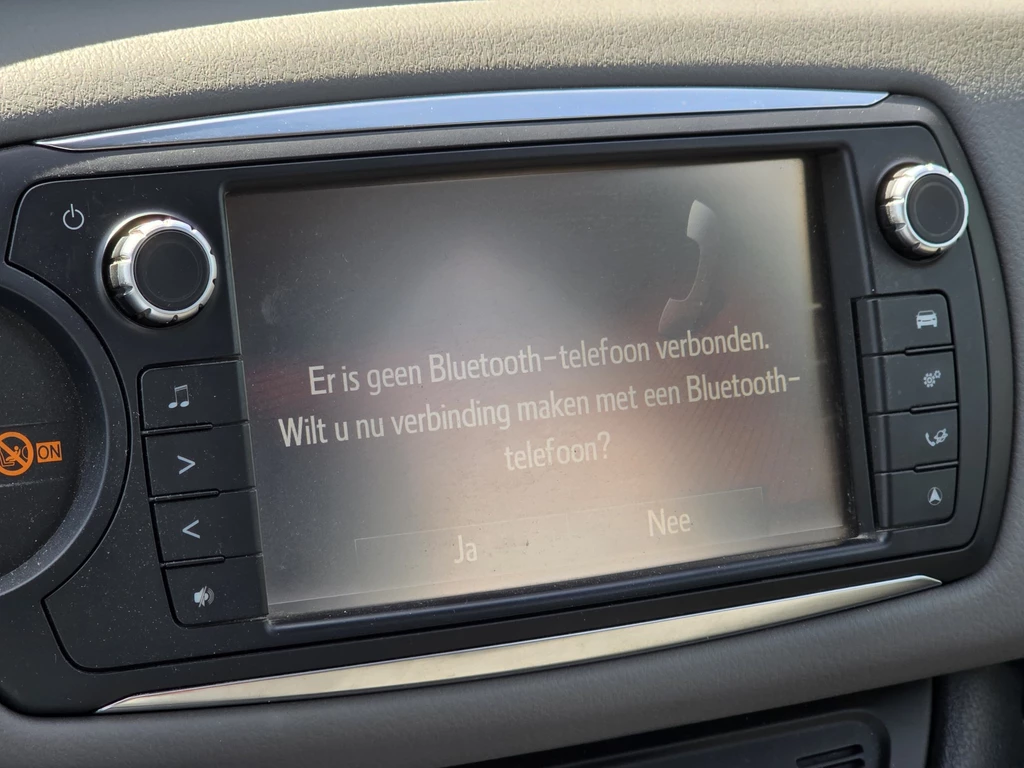 Er is geen Bluetooth-telefoon verbonden.
Wilt u nu verbinding maken met een Bluetooth-
telefoon?
Ja Nee
ON